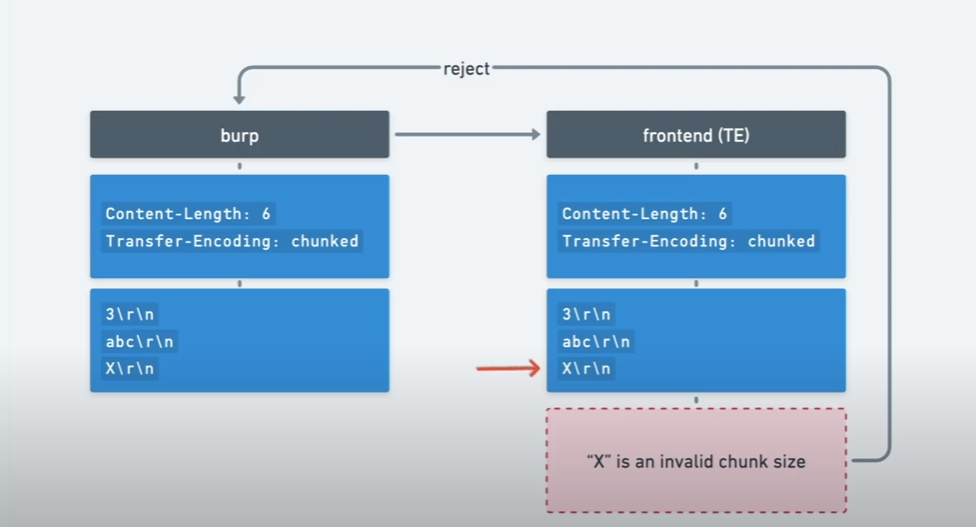 reject
burp
frontend (TE)
Content-Length: 6
Transfer-Encoding: chunked
Content-Length: 6
Transfer-Encoding: chunked
3\r\n
abc\r\n
X\r\n
3\r\n
abc\r\n
X\r\n
“X” is an invalid chunk size